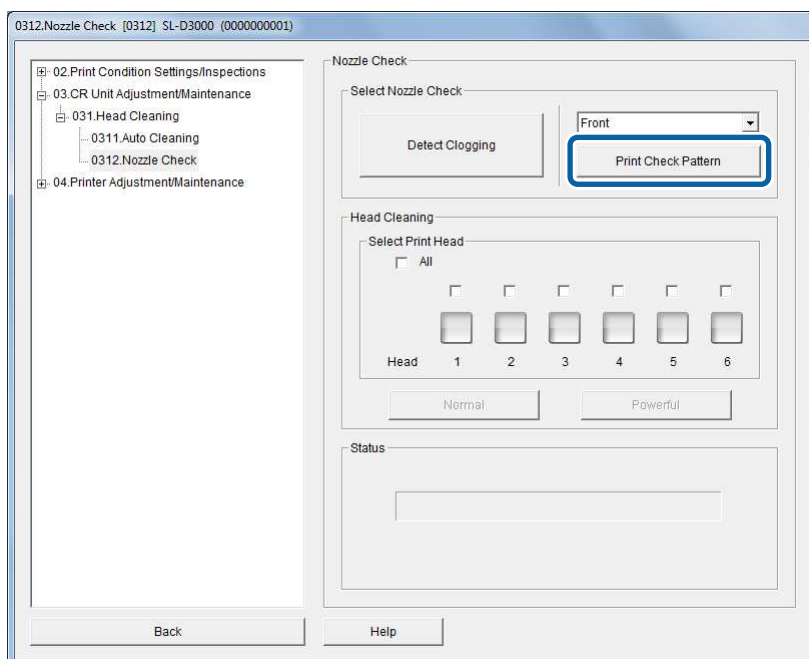 0312.Nozzle Check [0312] SL-D3000 (0000000001)
02.Print Condition Settings/Inspections
03.CR Unit Adjustment/Maintenance
031.Head Cleaning
0311.Auto Cleaning
0312.Nozzle Check
04.Printer Adjustment/Maintenance
Nozzle Check
Select Nozzle Check
Detect Clogging
Front
Print Check Pattern
Head Cleaning
Select Print Head
All
Head 1 2 3 4 5 6
Normal Powerful
Status
Back Help